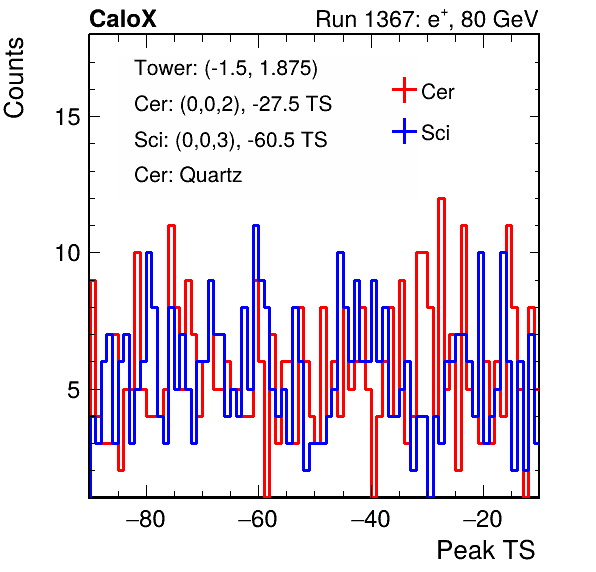 CaloX Run 1367: e⁺, 80 GeV
Counts
Tower: (-1.5, 1.875)
Cer: (0,0,2), -27.5 TS
Sci: (0,0,3), -60.5 TS
Cer: Quartz
Cer
Sci
15
10
5
−80 −60 −40 −20
Peak TS